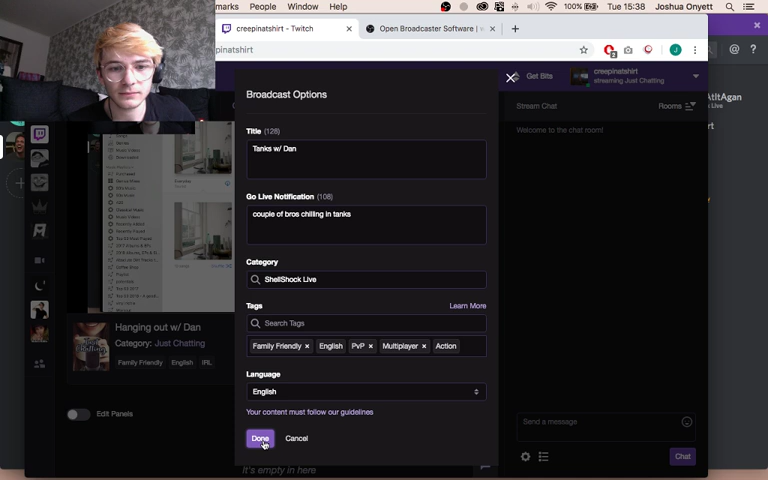 marks People Window Help
100% Tue 15:38 Joshua Onyett
creepinatshirt - Twitch
Open Broadcaster Software |
pinatshirt
Get Bits
creepinatshirt
streaming Just Chatting
AtItAgan
s Live
Broadcast Options
Stream Chat
Rooms
Welcome to the chat room!
Title (128)
Tanks w/ Dan
Go Live Notification (108)
couple of bros chilling in tanks
Category
ShellShock Live
Tags
Learn More
Search Tags
Family Friendly × English PvP × Multiplayer × Action
Language
English
Your content must follow our guidelines
Done
Cancel
Hanging out w/ Dan
Category: Just Chatting
Family Friendly English IRL
Edit Panels
It's empty in here
Send a message
Chat